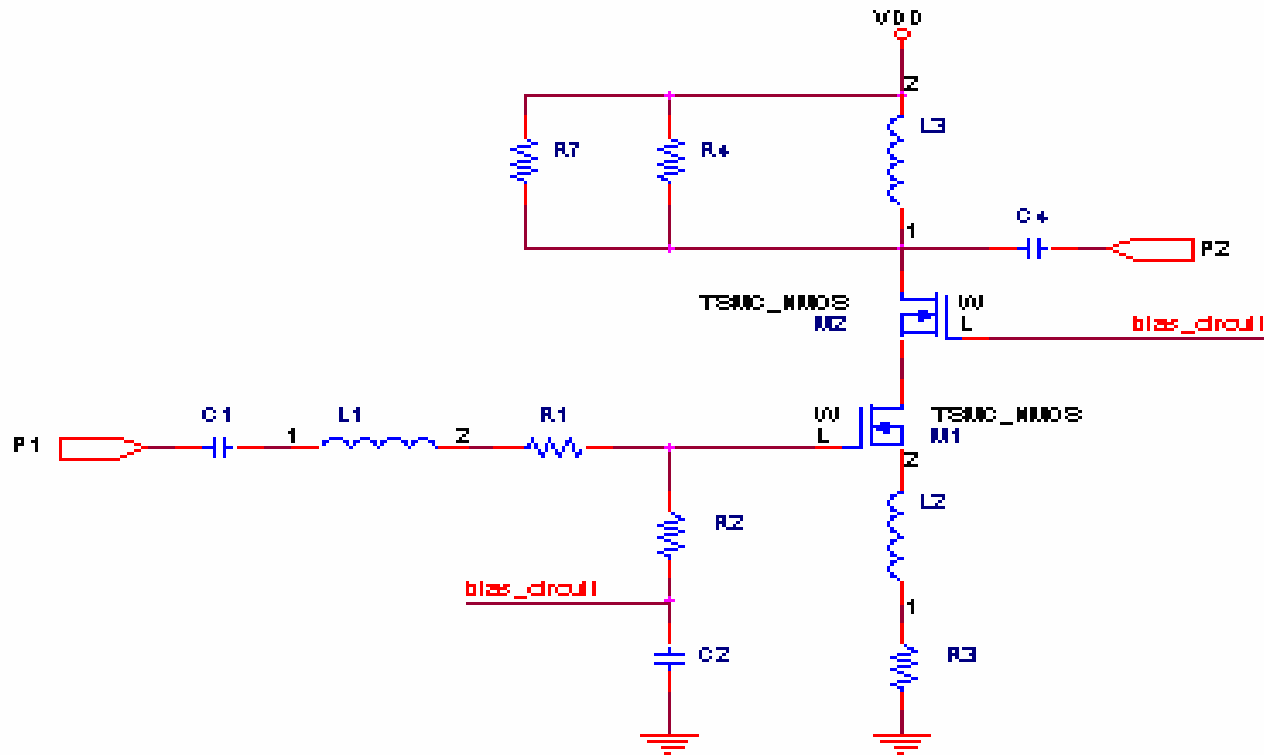 VDD
2
L3
R7
R4
1
C4
P2
TSMC_NMOS
M2
W
L
bias_circuit
P1
C1
1
L1
2
R1
W
L
TSMC_NMOS
M1
2
L2
R2
bias_circuit
1
C2
R3